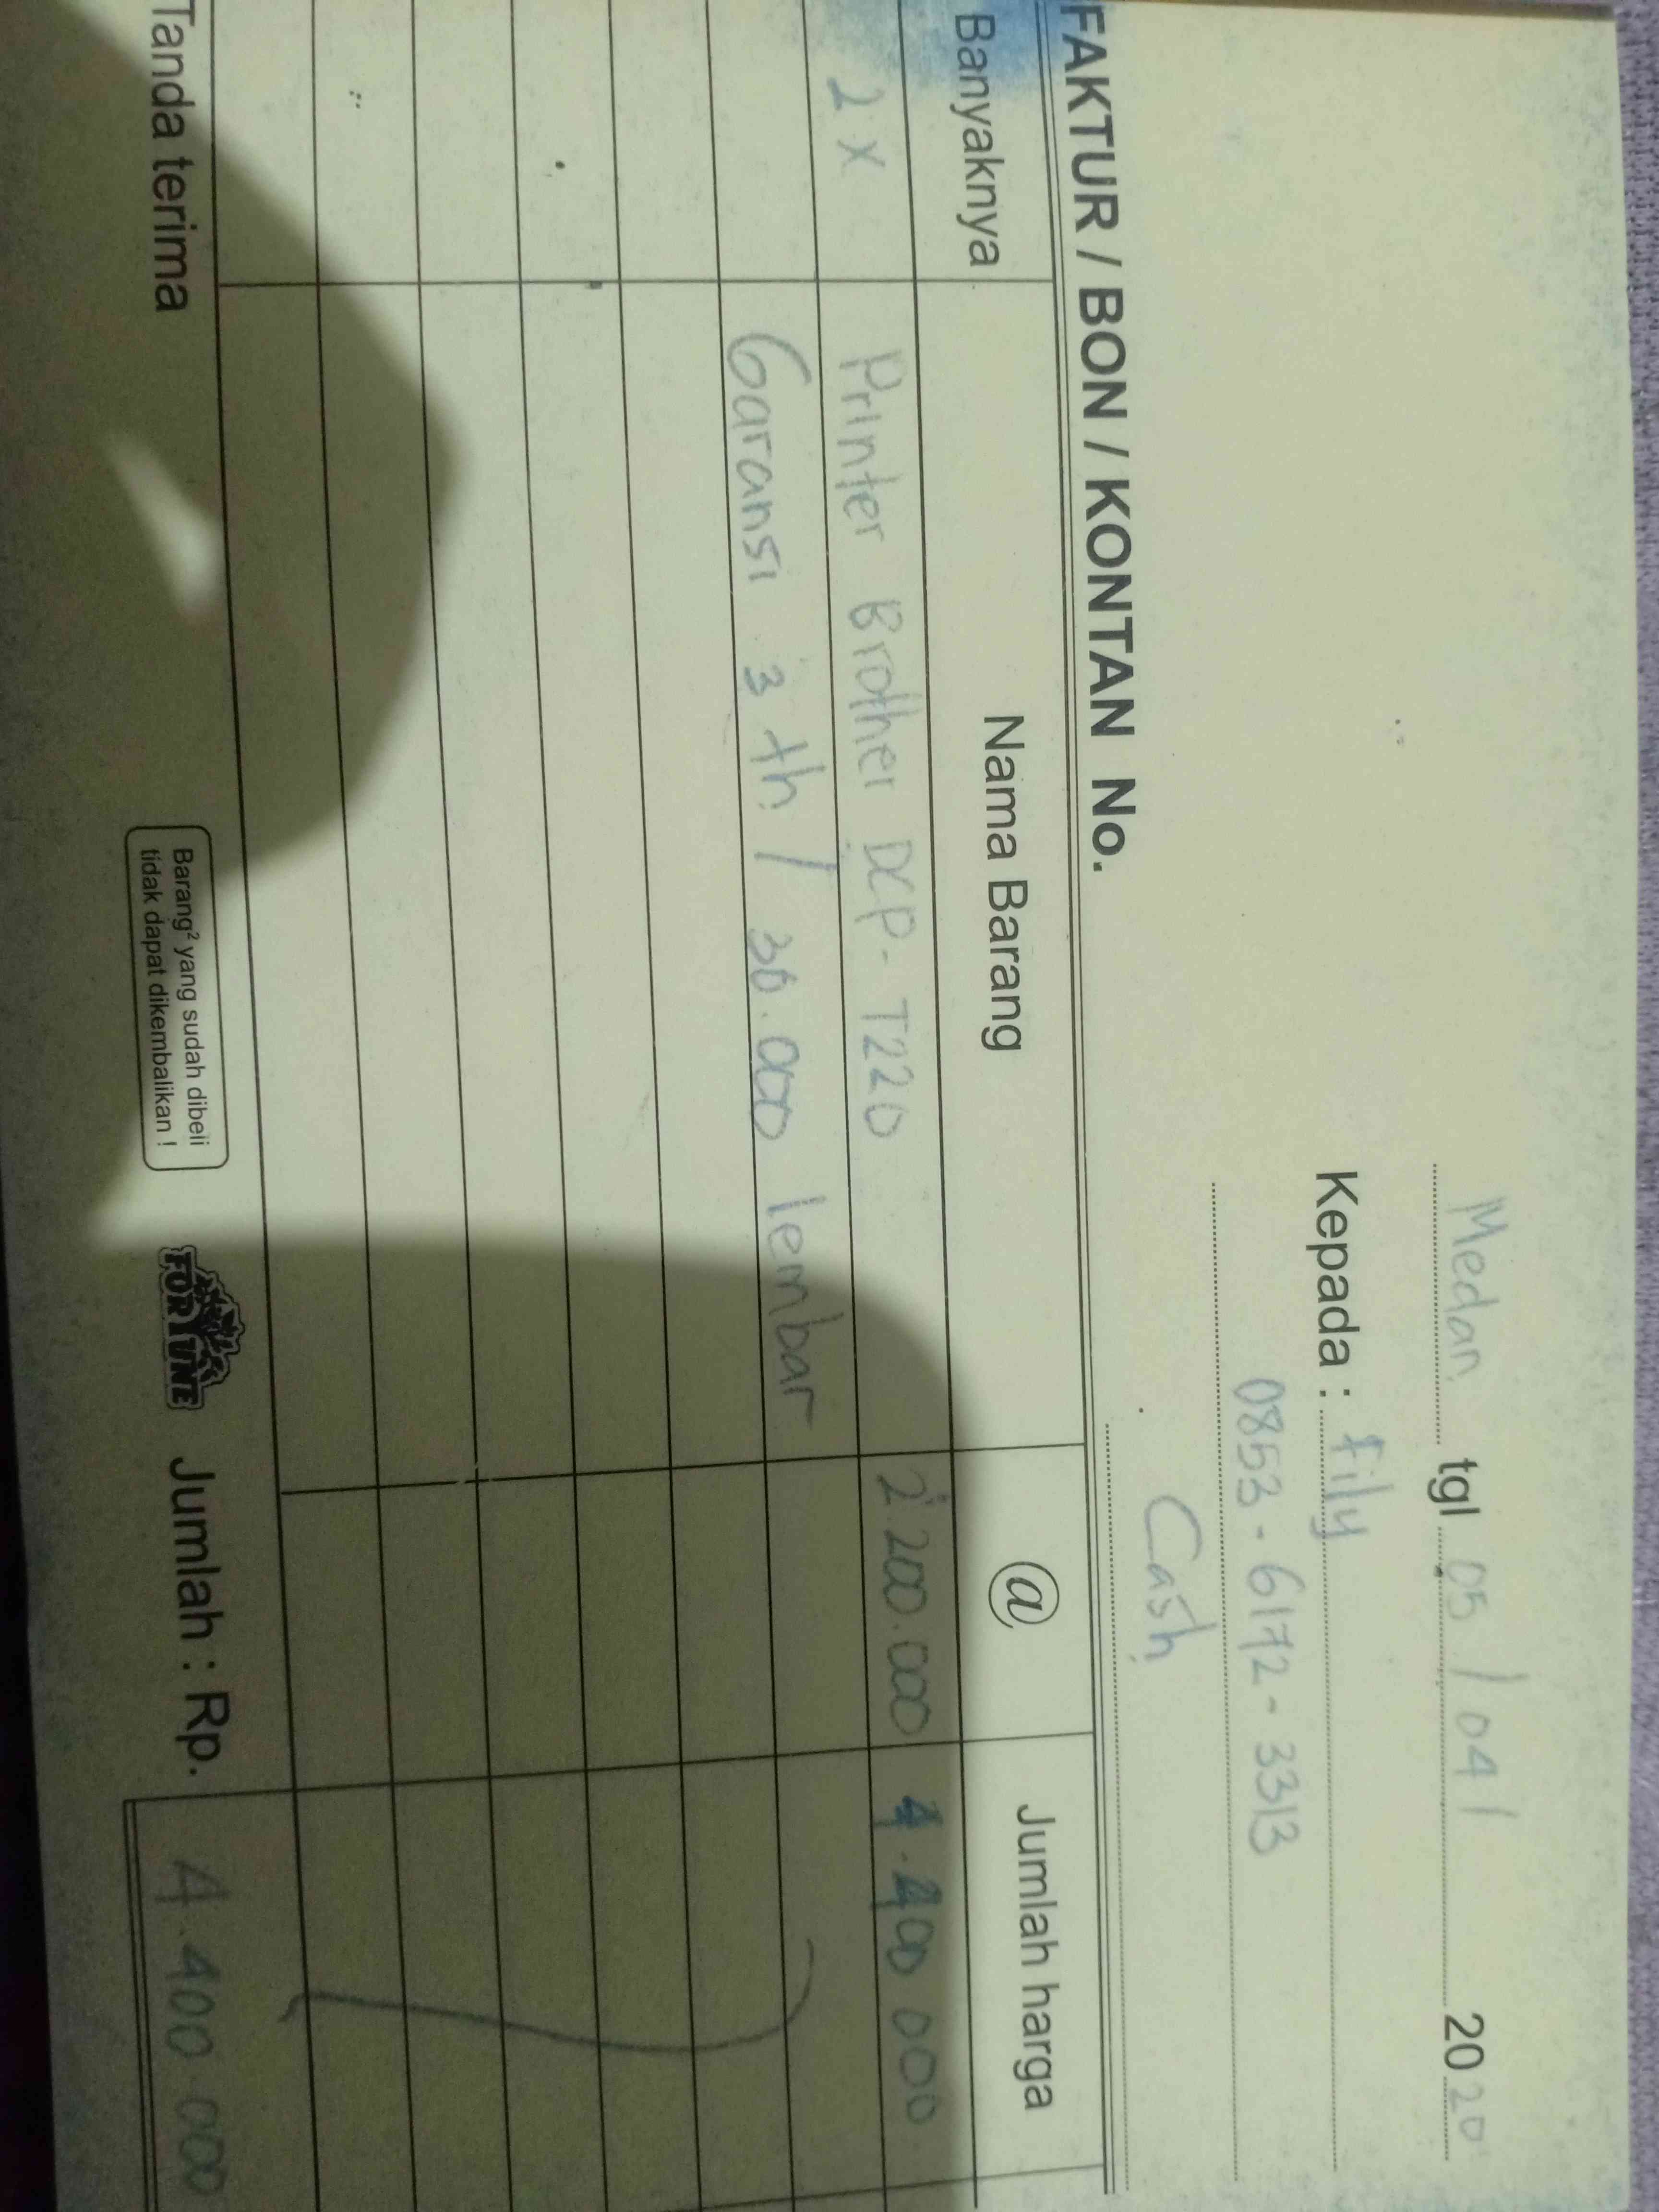 Medan tgl 05 / 04 / 2020
Kepada : Fily
0853 - 6172 - 3313
Cash
FAKTUR / BON / KONTAN No.
Banyaknya Nama Barang @ Jumlah harga
2 x Printer Brother DCP - T220 2.200.000 4.400.000
Garansi 3 th / 30.000 lembar
Tanda terima
Barang² yang sudah dibeli
tidak dapat dikembalikan !
FORTUNE
Jumlah : Rp. 4.400.000